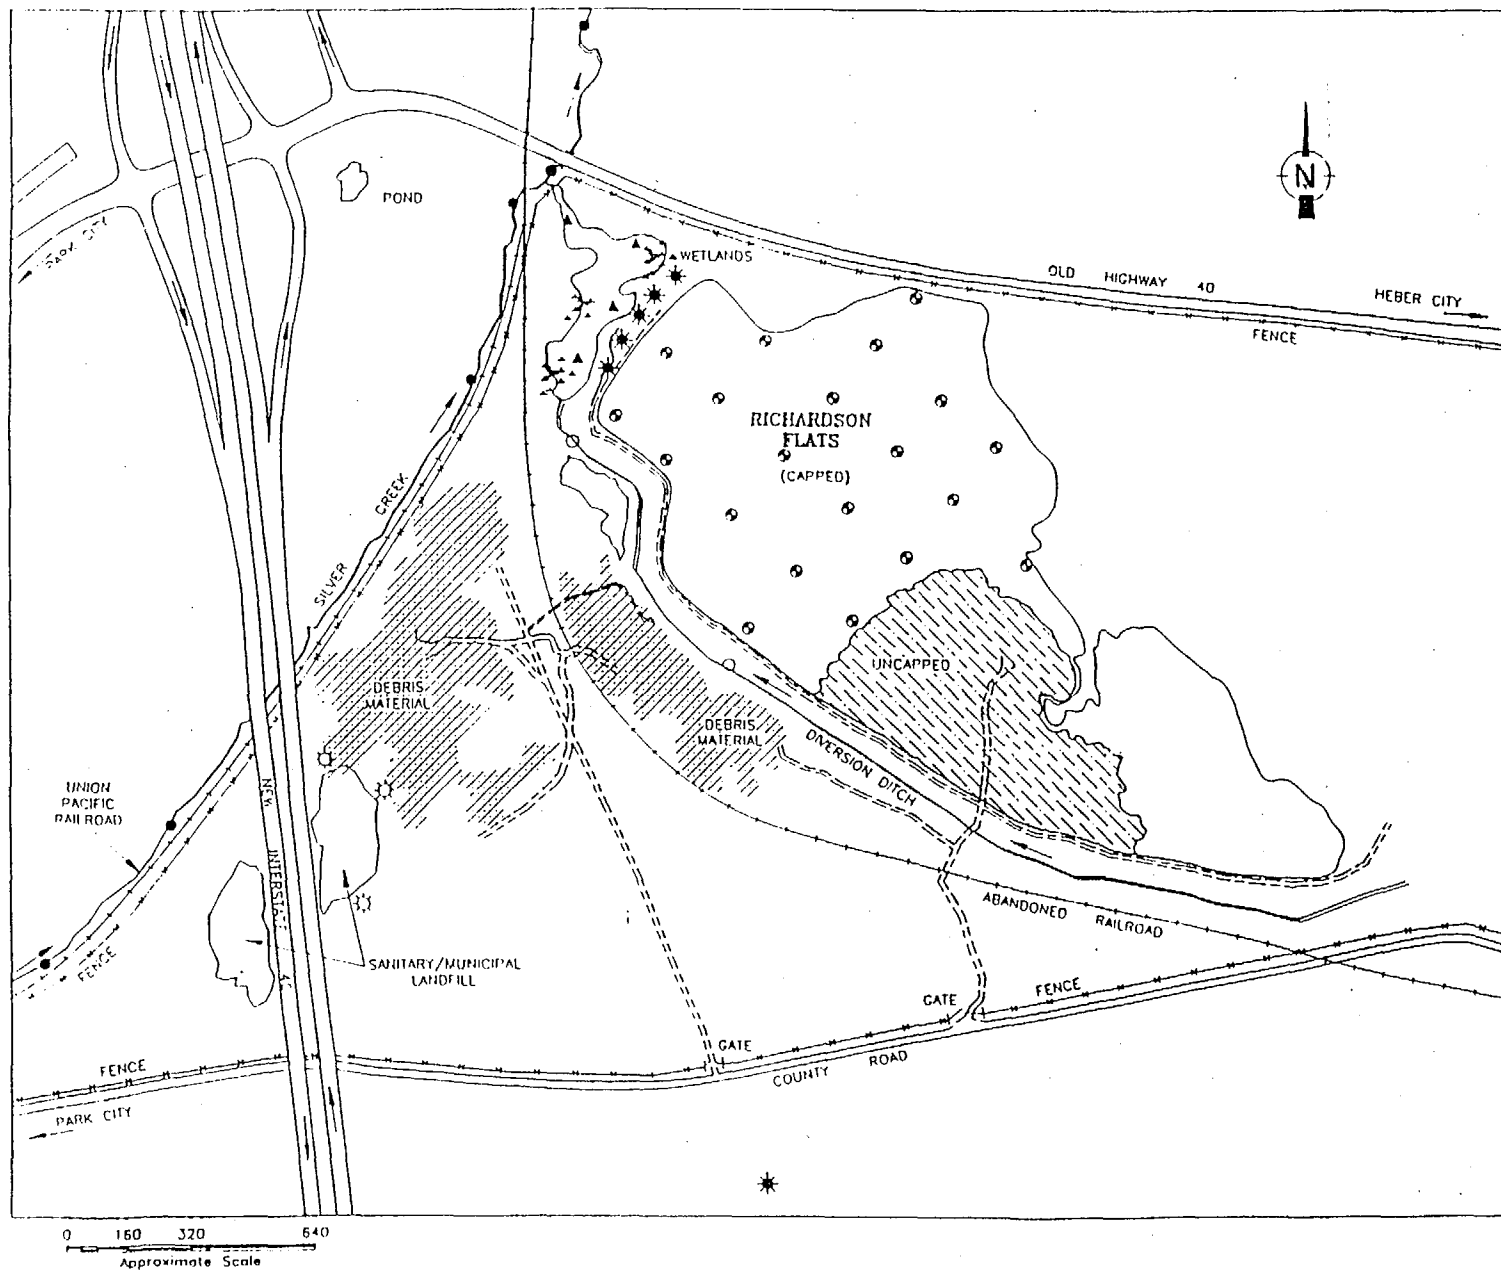 N
POND
PARK CITY
WETLANDS
OLD HIGHWAY 40
HEBER CITY
FENCE
RICHARDSON
FLATS
(CAPPED)
SILVER CREEK
UNCAPPED
DEBRIS
MATERIAL
DEBRIS
MATERIAL
DIVERSION DITCH
UNION
PACIFIC
RAILROAD
NEW INTERSTATE
ABANDONED RAILROAD
FENCE
SANITARY/MUNICIPAL
LANDFILL
GATE
FENCE
GATE
COUNTY ROAD
FENCE
PARK CITY
0 160 320 640
Approximate Scale